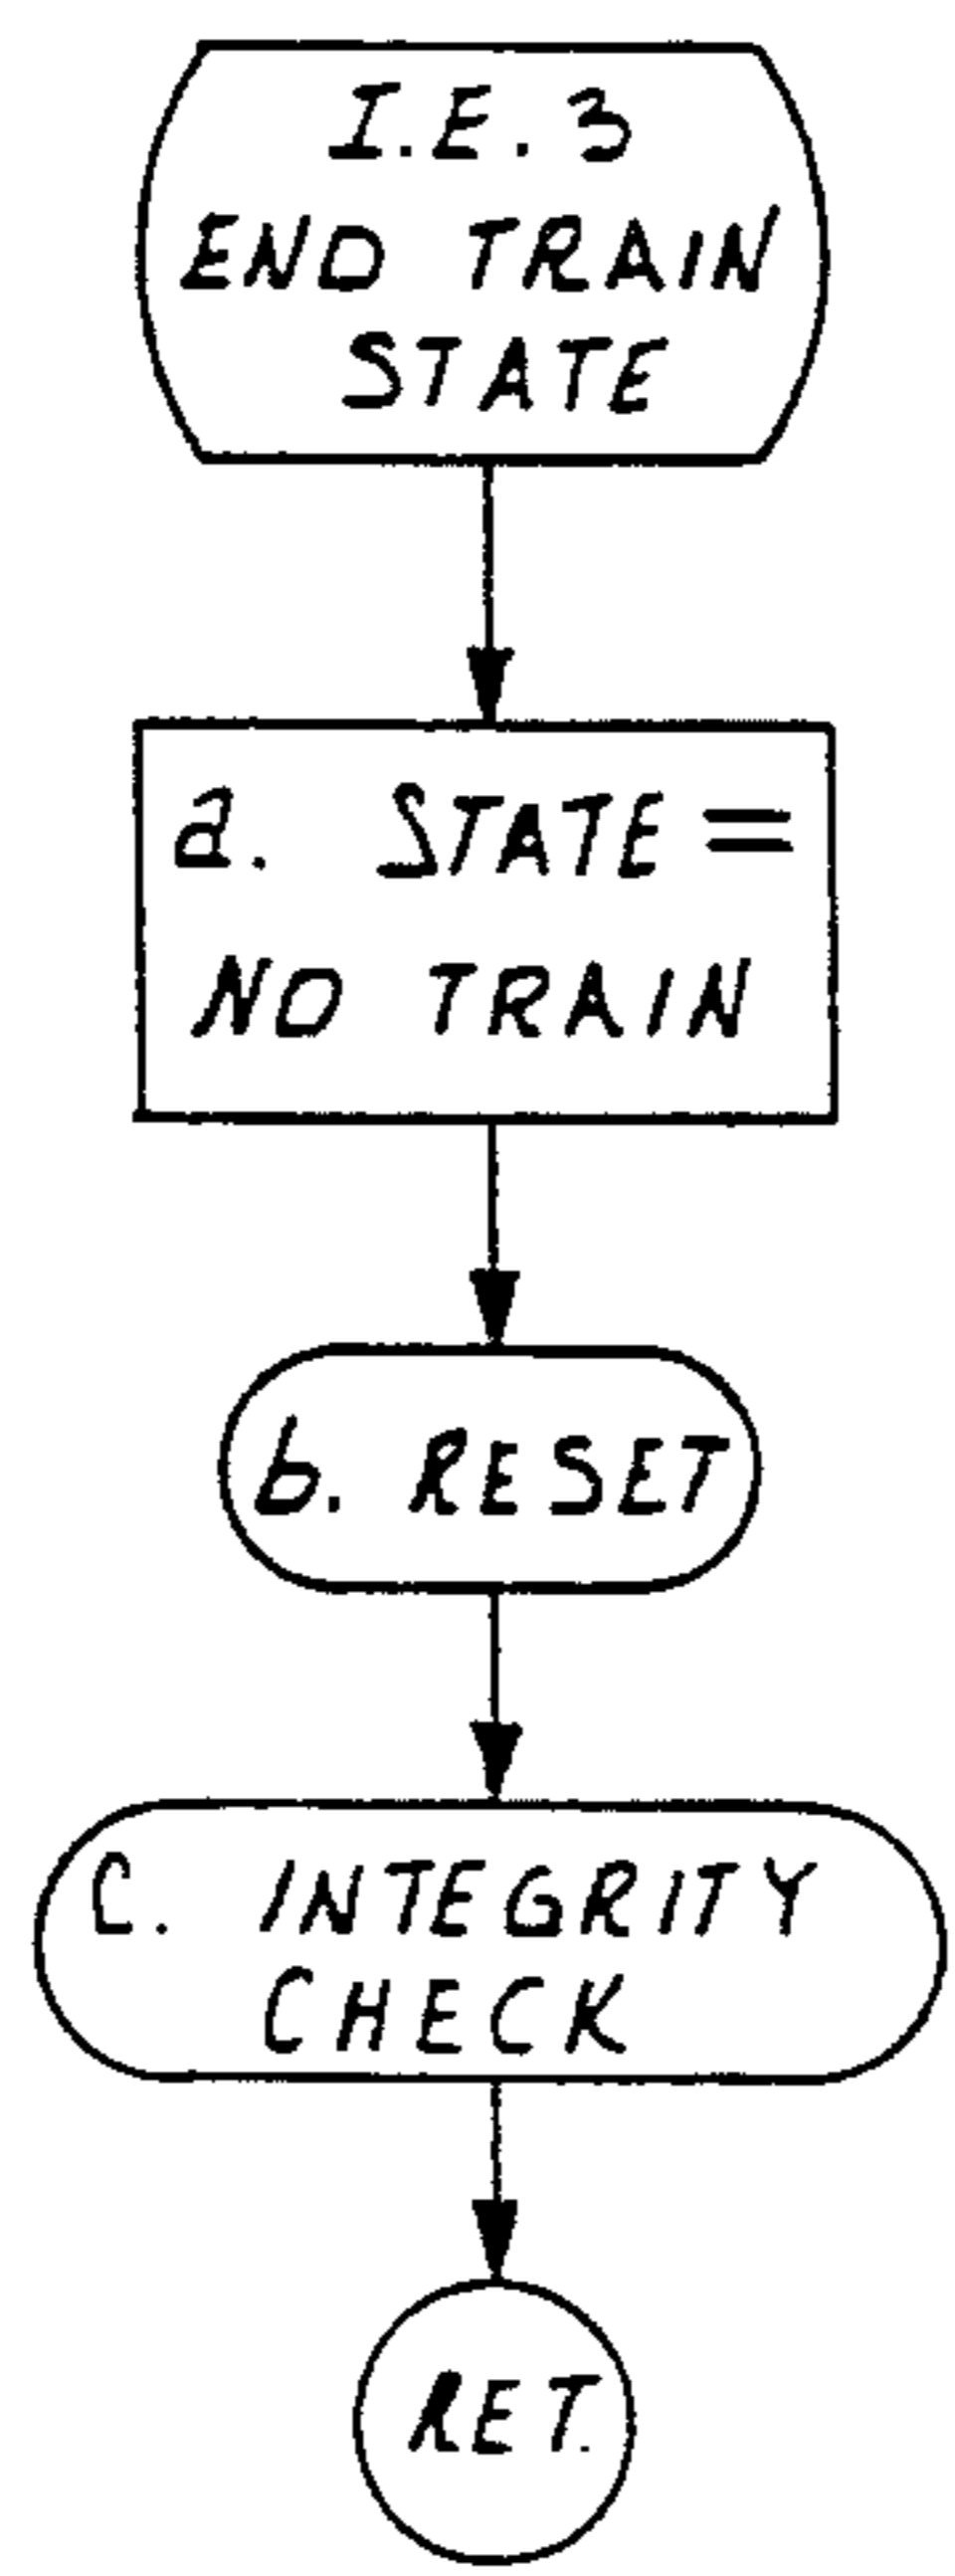 I.E. 3
END TRAIN
STATE
a. STATE =
NO TRAIN
b. RESET
C. INTEGRITY
CHECK
RET.